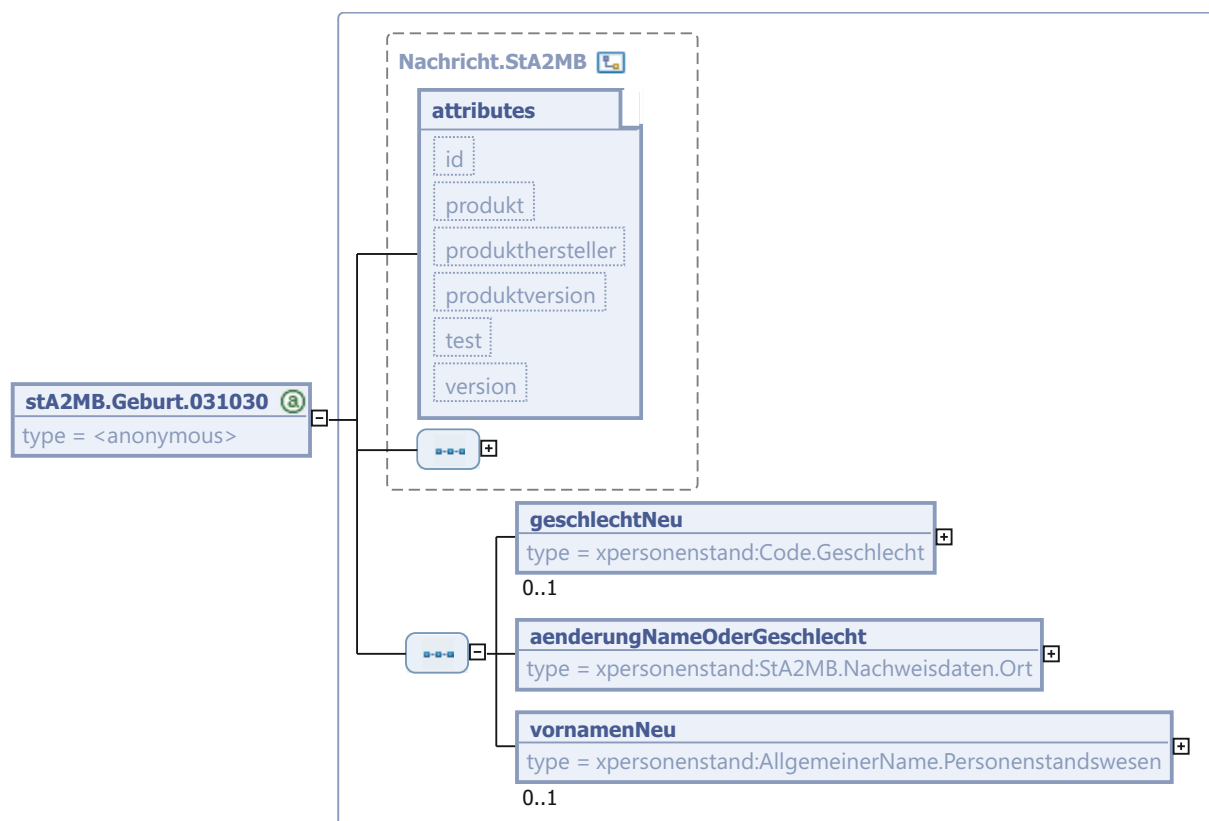 Nachricht.StA2MB
attributes
id
produkt
produkthersteller
produktversion
test
version
stA2MB.Geburt.031030 @
type = <anonymous>
geschlechtNeu
type = xpersonenstand:Code.Geschlecht
0..1
aenderungNameOderGeschlecht
type = xpersonenstand:StA2MB.Nachweisdaten.Ort
vornamenNeu
type = xpersonenstand:AllgemeinerName.Personenstandswesen
0..1